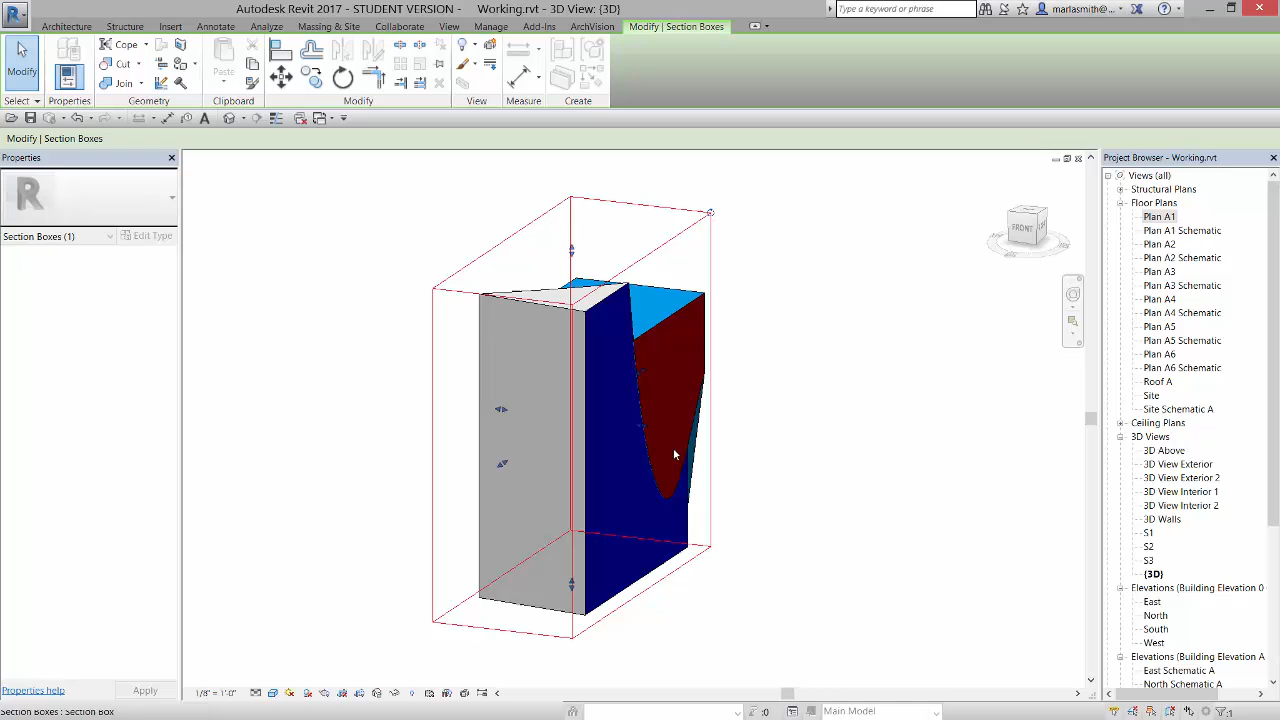 Autodesk Revit 2017 - STUDENT VERSION - Working.rvt - 3D View: {3D}
Type a keyword or phrase
marlasmith@...
Architecture Structure Insert Annotate Analyze Massing & Site Collaborate View Manage Add-Ins ArchVision Modify | Section Boxes
Modify
Cope
Cut
Join
Paste
Select Properties Geometry Clipboard Modify View Measure Create
Modify | Section Boxes
Properties
R
Section Boxes (1)
Edit Type
Properties help
Apply
FRONT
Project Browser - Working.rvt
Views (all)
Structural Plans
Floor Plans
Plan A1
Plan A1 Schematic
Plan A2
Plan A2 Schematic
Plan A3
Plan A3 Schematic
Plan A4
Plan A4 Schematic
Plan A5
Plan A5 Schematic
Plan A6
Plan A6 Schematic
Roof A
Site
Site Schematic A
Ceiling Plans
3D Views
3D Above
3D View Exterior
3D View Exterior 2
3D View Interior 1
3D View Interior 2
3D Walls
S1
S2
S3
{3D}
Elevations (Building Elevation 0
East
North
South
West
Elevations (Building Elevation A
East Schematic A
North Schematic A
1/8" = 1'-0"
Section Boxes : Section Box
:0
Main Model
:1